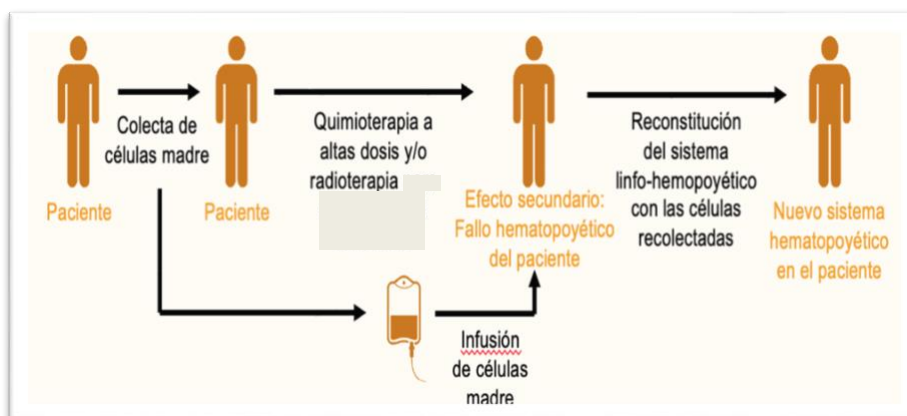 Colecta de
células madre
Paciente
Paciente
Quimioterapia a
altas dosis y/o
radioterapia
Efecto secundario:
Fallo hematopoyético
del paciente
Reconstitución
del sistema
linfo-hemopoyético
con las células
recolectadas
Nuevo sistema
hematopoyético
en el paciente
Infusión
de células
madre